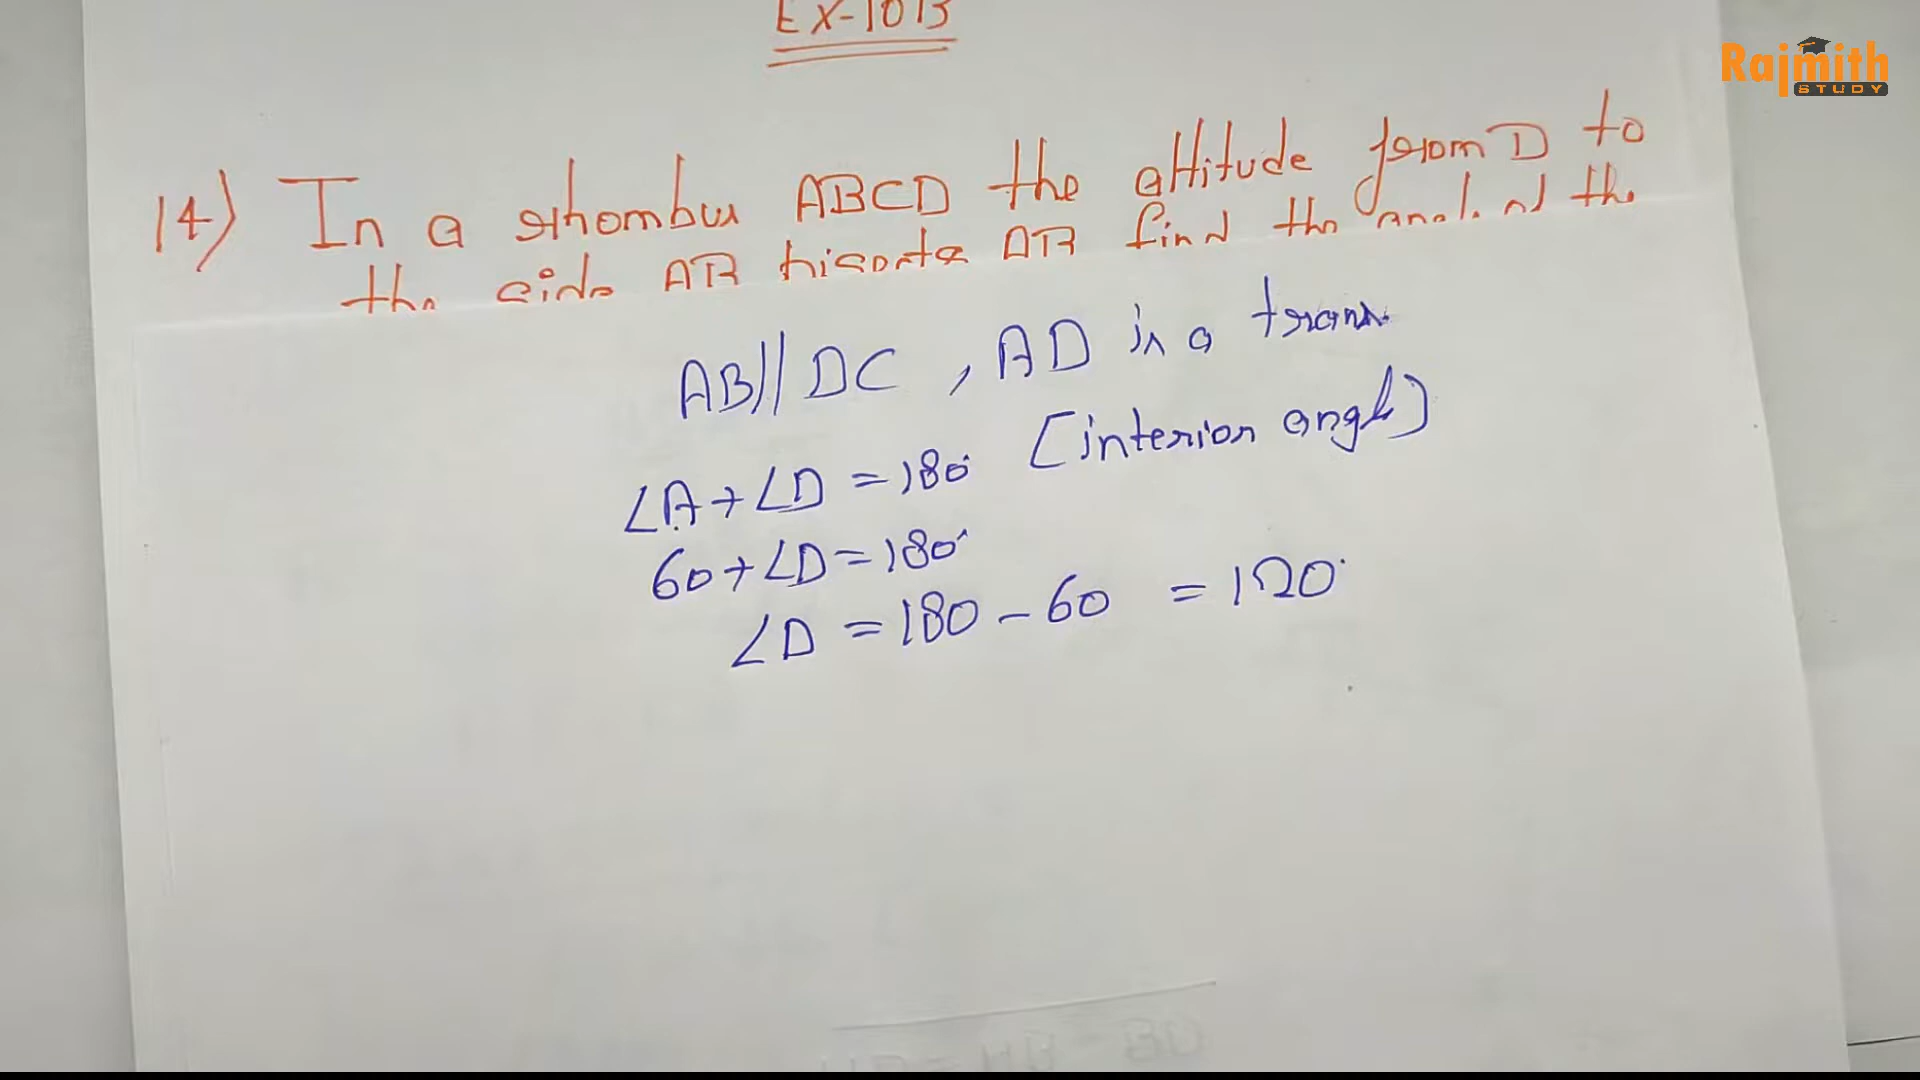 Ex-10B
Rajmith
STUDY
14) In a rhombus ABCD the altitude from D to
the side AB bisects AB find the angle of the
AB//DC, AD is a trans.
[interior angle]
∠A+∠D=180°
60+∠D=180°
∠D=180-60 =120°